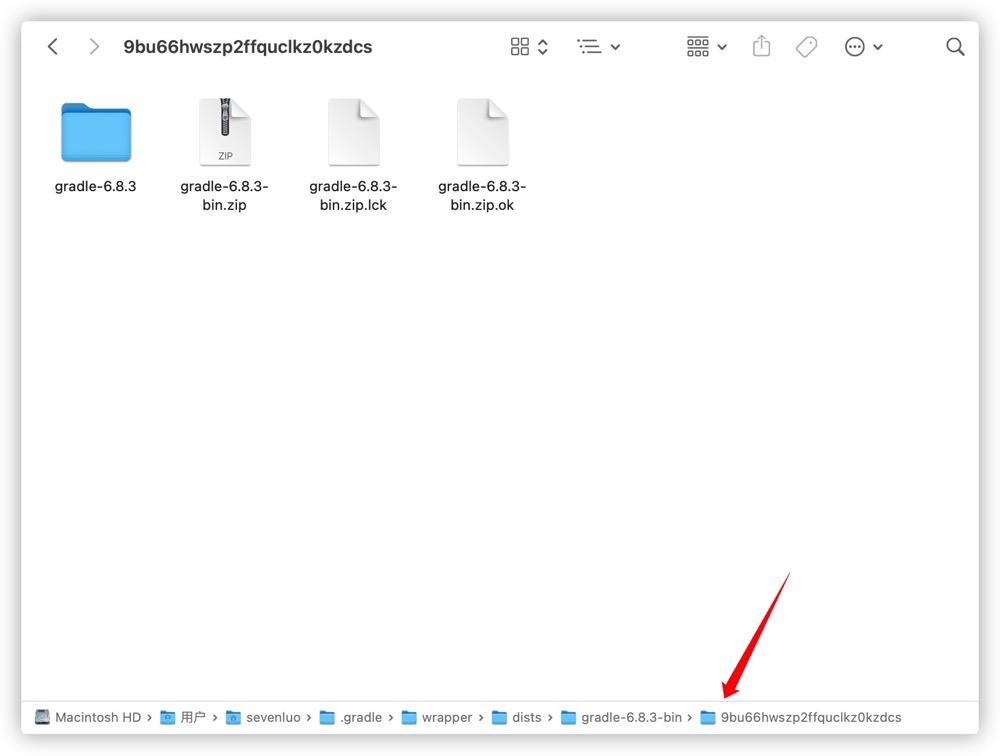 9bu66hwszp2ffquclkz0kzdcs
ZIP
gradle-6.8.3
gradle-6.8.3-
bin.zip
gradle-6.8.3-
bin.zip.lck
gradle-6.8.3-
bin.zip.ok
Macintosh HD › 用户 › sevenluo › .gradle › wrapper › dists › gradle-6.8.3-bin › 9bu66hwszp2ffquclkz0kzdcs